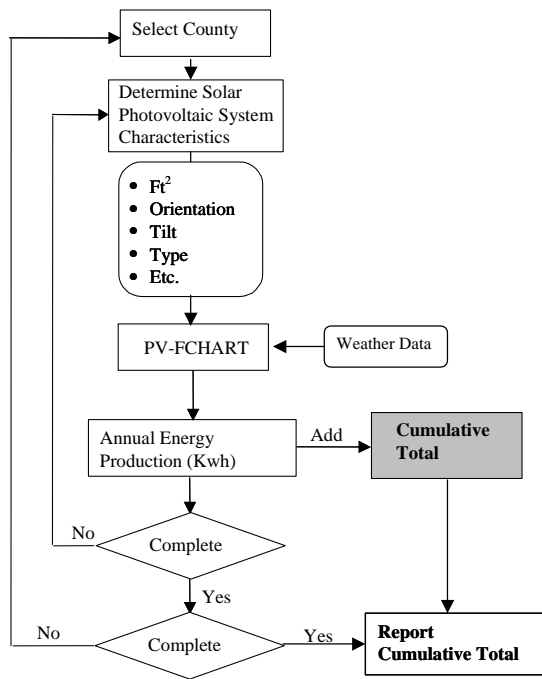 Select County
Determine Solar
Photovoltaic System
Characteristics
• Ft²
• Orientation
• Tilt
• Type
• Etc.
PV-FCHART
Weather Data
Annual Energy
Production (Kwh)
Add
Cumulative
Total
No
Complete
Yes
No
Complete
Yes
Report
Cumulative Total